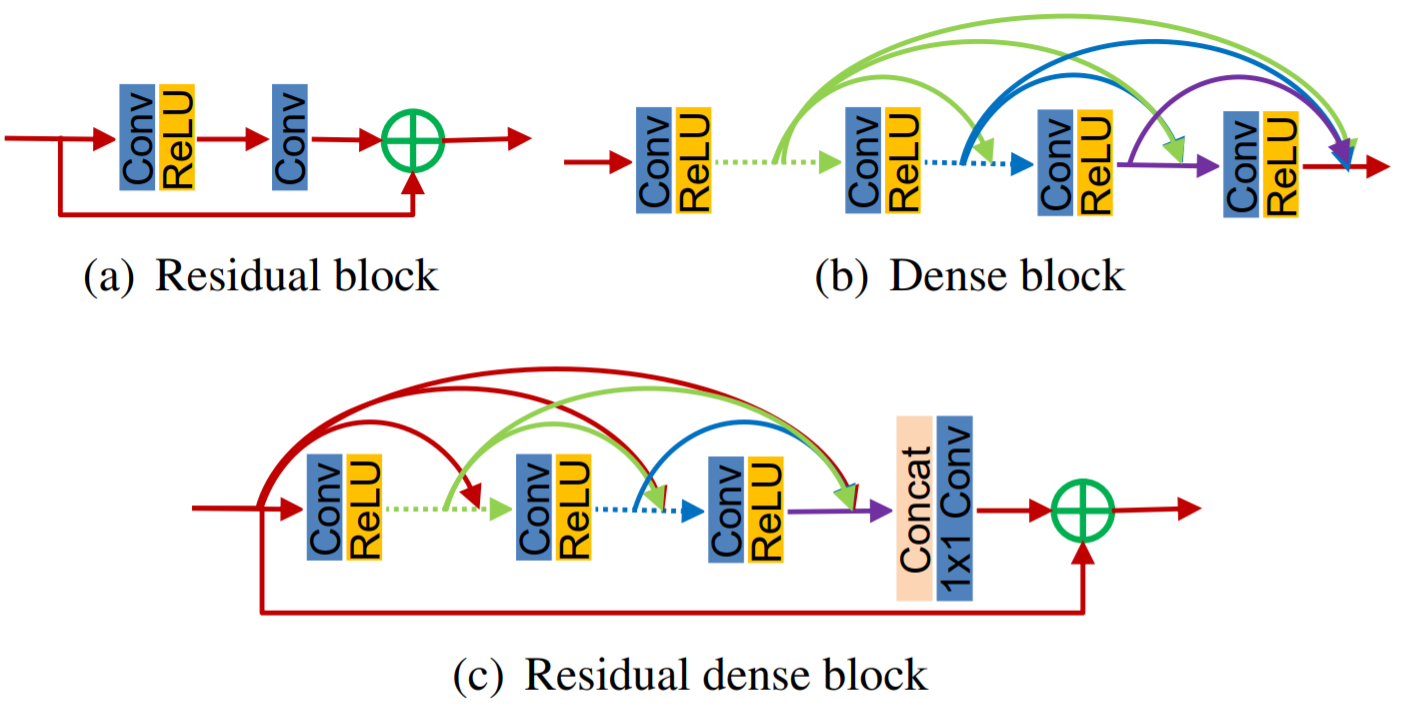 Conv
ReLU
Conv
(a) Residual block
Conv
ReLU
Conv
ReLU
Conv
ReLU
Conv
ReLU
(b) Dense block
Conv
ReLU
Conv
ReLU
Conv
ReLU
Concat
1x1 Conv
(c) Residual dense block